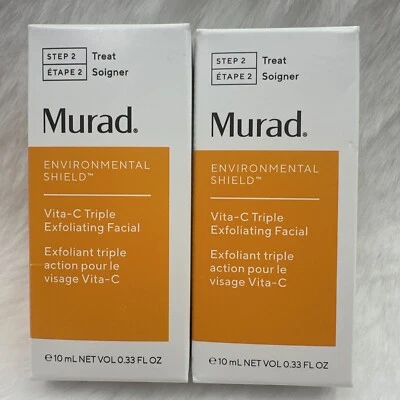 STEP 2 Treat
ÉTAPE 2 Soigner
Murad.
ENVIRONMENTAL
SHIELD™
Vita-C Triple
Exfoliating Facial
Exfoliant triple
action pour le
visage Vita-C
℮ 10 mL NET VOL 0.33 FL OZ
STEP 2 Treat
ÉTAPE 2 Soigner
Murad.
ENVIRONMENTAL
SHIELD™
Vita-C Triple
Exfoliating Facial
Exfoliant triple
action pour le
visage Vita-C
℮ 10 mL NET VOL 0.33 FL OZ